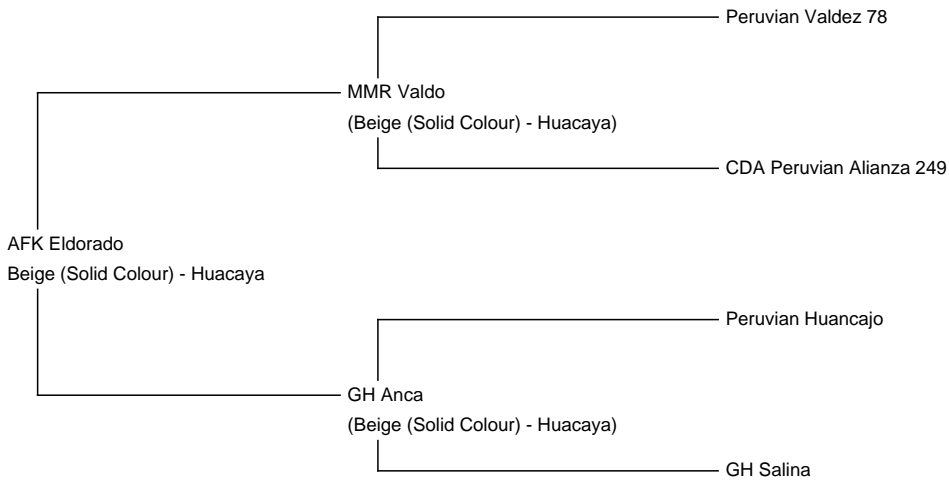 Peruvian Valdez 78
MMR Valdo
(Beige (Solid Colour) - Huacaya)
CDA Peruvian Alianza 249
AFK Eldorado
Beige (Solid Colour) - Huacaya
Peruvian Huancajo
GH Anca
(Beige (Solid Colour) - Huacaya)
GH Salina